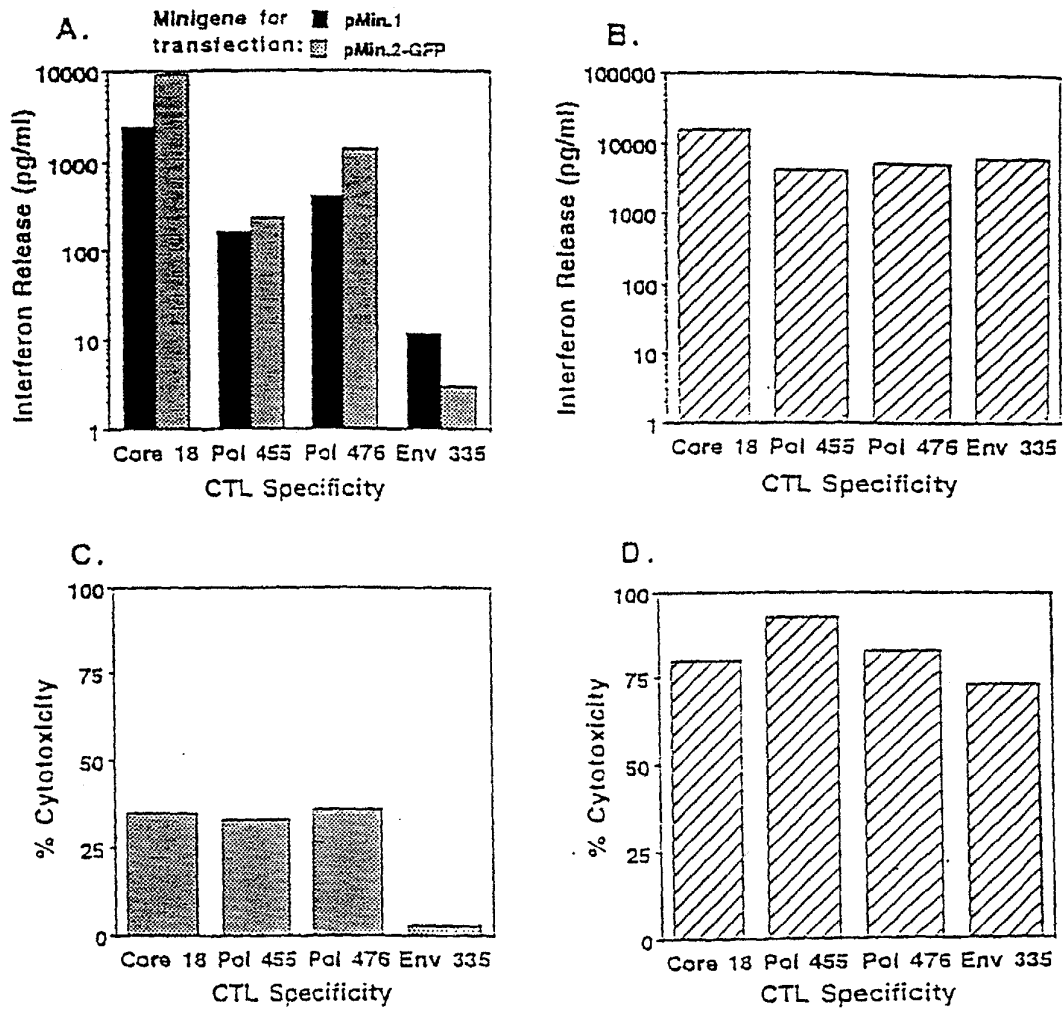 A.
Minigene for
transfection:
pMin.1
pMin.2-GFP
Interferon Release (pg/ml)
10000
1000
100
10
1
Core 18 Pol 455 Pol 476 Env 335
CTL Specificity
B.
Interferon Release (pg/ml)
100000
10000
1000
100
10
1
Core 18 Pol 455 Pol 476 Env 335
CTL Specificity
C.
% Cytotoxicity
100
75
50
25
0
Core 18 Pol 455 Pol 476 Env 335
CTL Specificity
D.
% Cytotoxicity
100
75
50
25
0
Core 18 Pol 455 Pol 476 Env 335
CTL Specificity